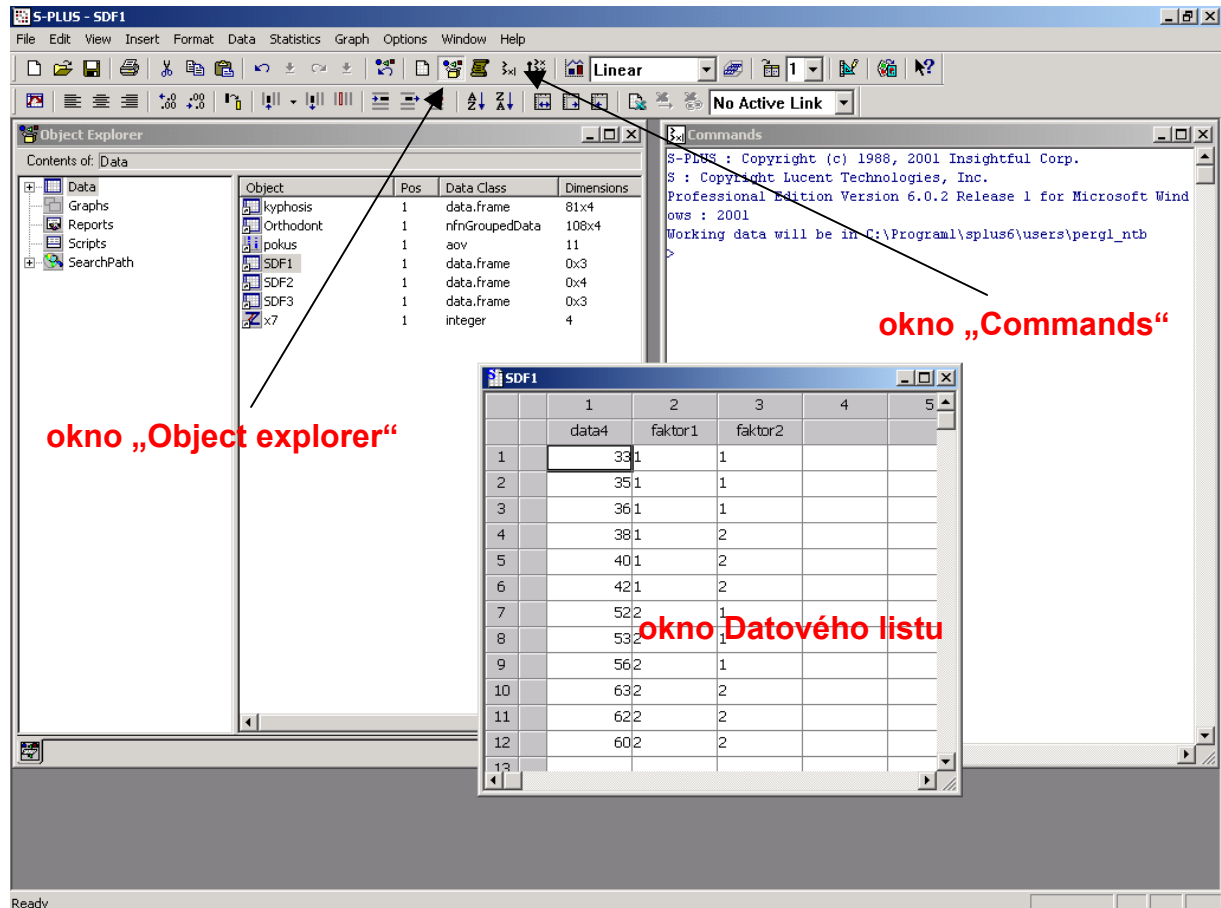 S-PLUS - SDF1
File Edit View Insert Format Data Statistics Graph Options Window Help
Linear
1
No Active Link
Object Explorer
Contents of: Data
Data
Graphs
Reports
Scripts
SearchPath
Object Pos Data Class Dimensions
kyphosis 1 data.frame 81x4
Orthodont 1 nfnGroupedData 108x4
pokus 1 aov 11
SDF1 1 data.frame 0x3
SDF2 1 data.frame 0x4
SDF3 1 data.frame 0x3
x7 1 integer 4
okno „Object explorer“
Commands
S-PLUS : Copyright (c) 1988, 2001 Insightful Corp.
S : Copyright Lucent Technologies, Inc.
Professional Edition Version 6.0.2 Release 1 for Microsoft Wind
ows : 2001
Working data will be in C:\Program1\splus6\users\pergl_ntb
>
okno „Commands“
SDF1
1 2 3 4 5
data4 faktor1 faktor2
1 33 1 1
2 35 1 1
3 36 1 1
4 38 1 2
5 40 1 2
6 42 1 2
7 52 2 1
8 53 2 1
9 56 2 1
10 63 2 2
11 62 2 2
12 60 2 2
13
okno Datového listu
Ready